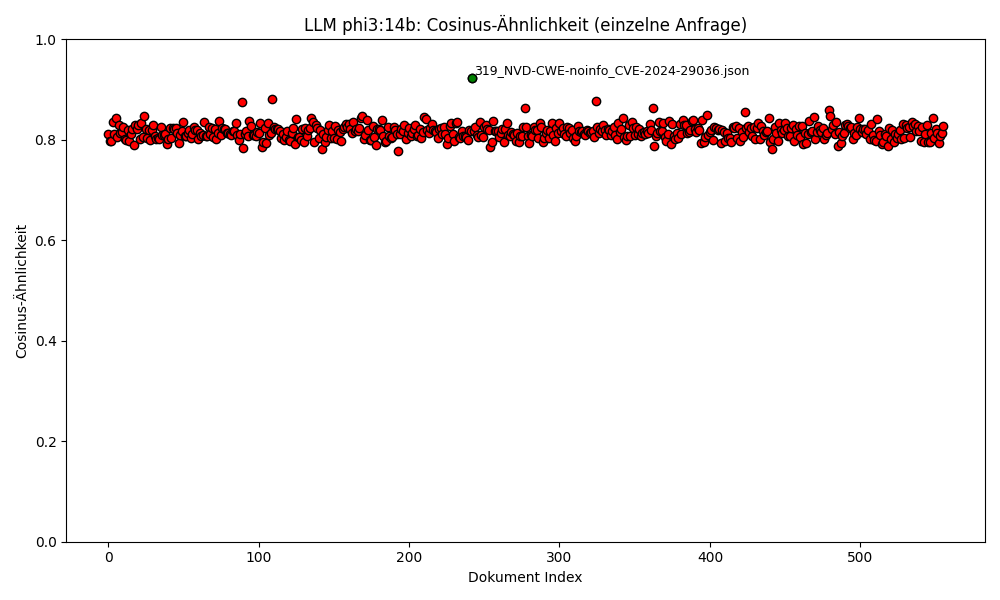 LLM phi3:14b: Cosinus-Ähnlichkeit (einzelne Anfrage)
1.0
319_NVD-CWE-noinfo_CVE-2024-29036.json
0.8
0.6
Cosinus-Ähnlichkeit
0.4
0.2
0.0
0 100 200 300 400 500
Dokument Index